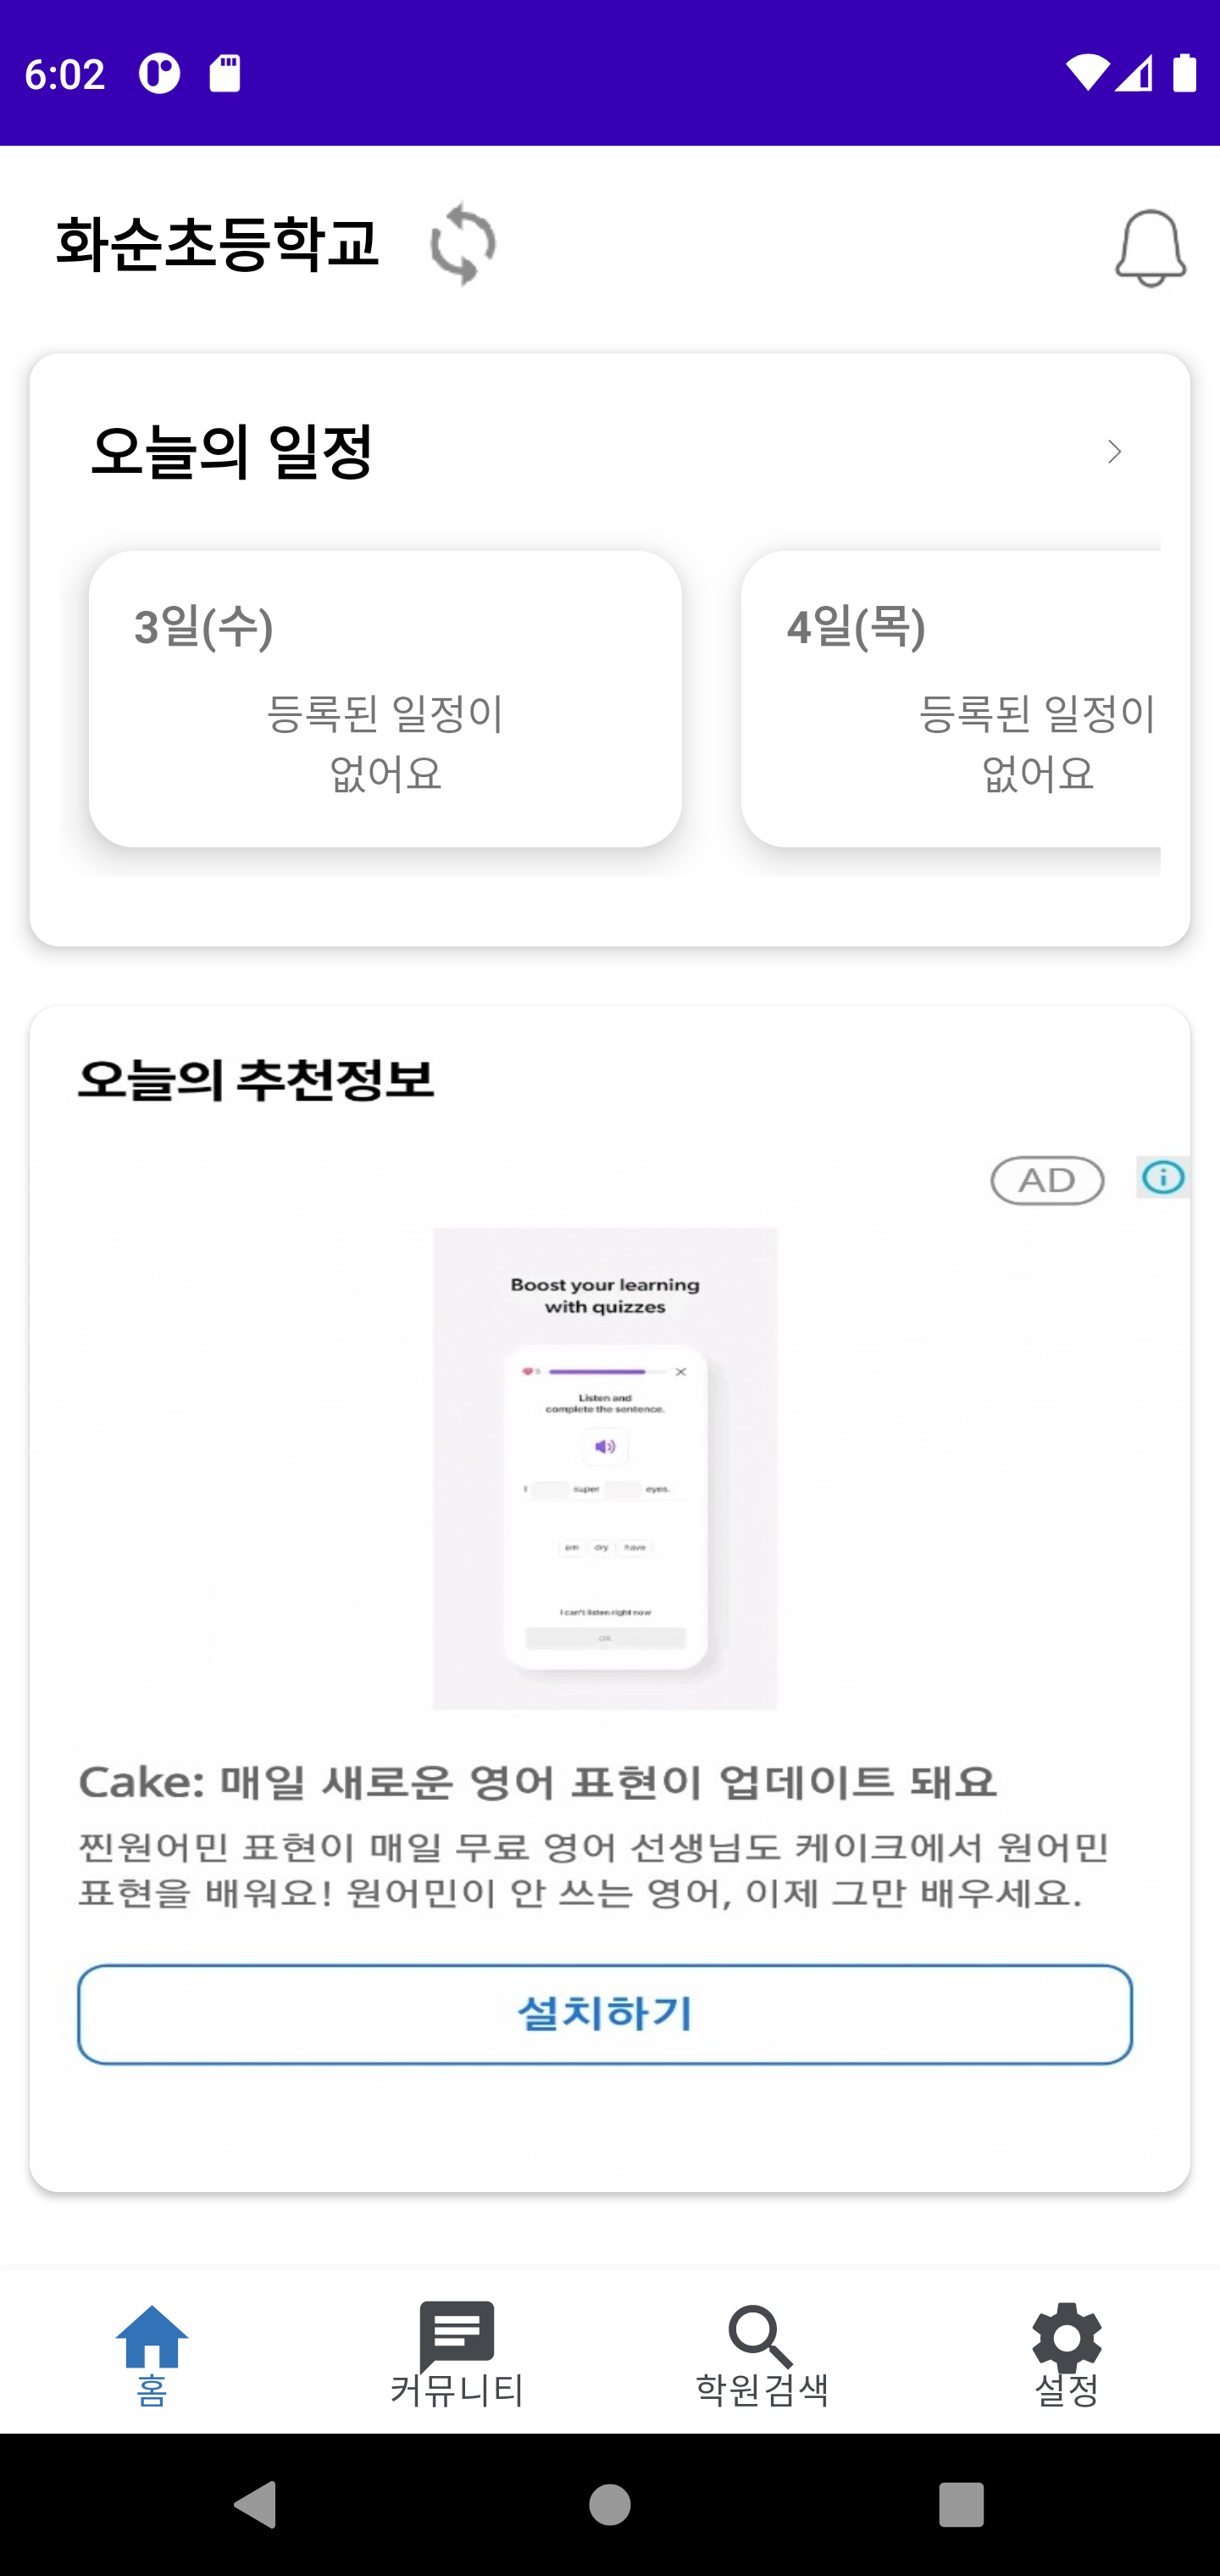 6:02
화순초등학교
오늘의 일정
3일(수)
등록된 일정이
없어요
4일(목)
등록된 일정이
없어요
오늘의 추천정보
AD
Boost your learning
with quizzes
5
Listen and
complete the sentence.
I super eyes.
am dry have
I can't listen right now
OK
Cake: 매일 새로운 영어 표현이 업데이트 돼요
찐원어민 표현이 매일 무료 영어 선생님도 케이크에서 원어민
표현을 배워요! 원어민이 안 쓰는 영어, 이제 그만 배우세요.
설치하기
홈
커뮤니티
학원검색
설정